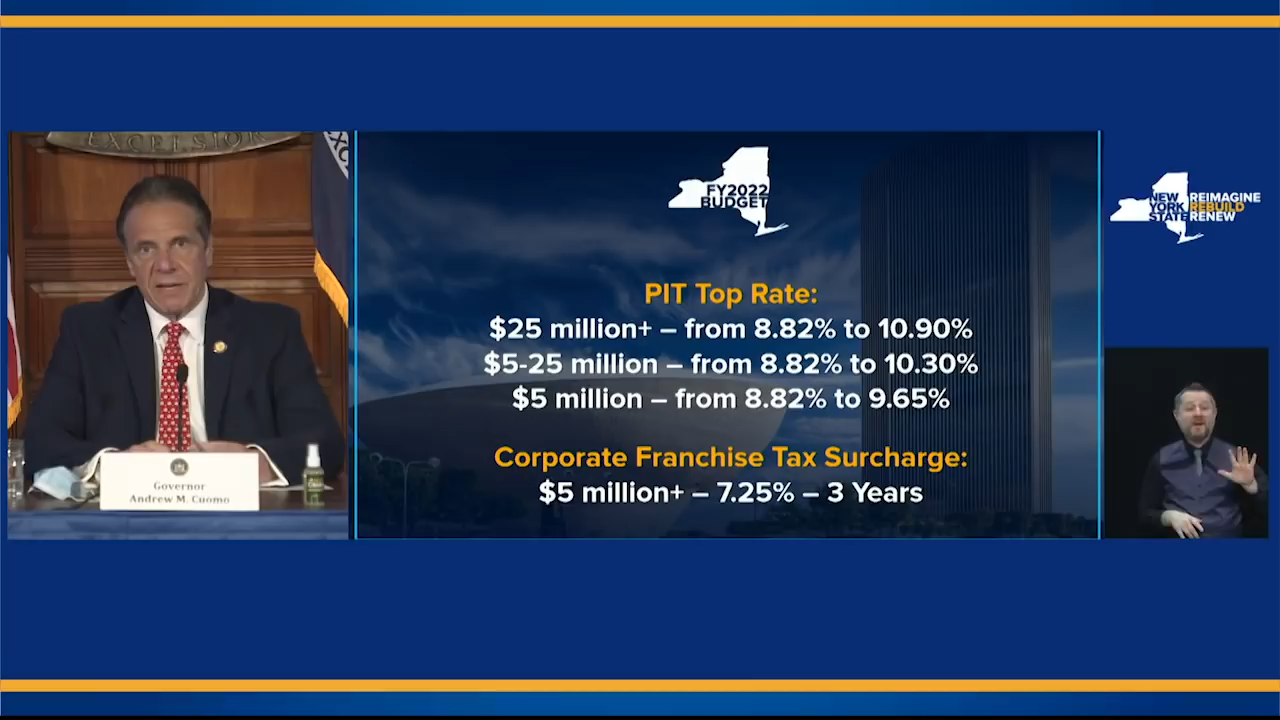 EXCELSIOR
EXC
Governor
Andrew M. Cuomo
FY2022
BUDGET
PIT Top Rate:
$25 million+ – from 8.82% to 10.90%
$5-25 million – from 8.82% to 10.30%
$5 million – from 8.82% to 9.65%
Corporate Franchise Tax Surcharge:
$5 million+ – 7.25% – 3 Years
NEW
YORK
STATE
REIMAGINE
REBUILD
RENEW